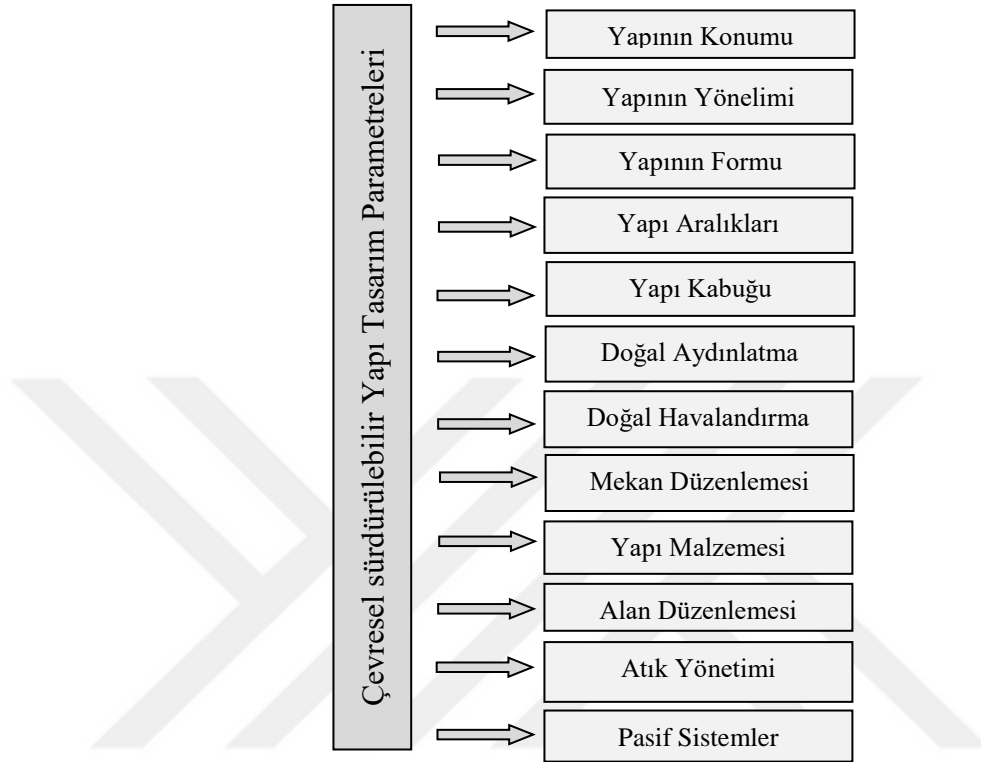 Çevresel sürdürülebilir Yapı Tasarım Parametreleri
Yapının Konumu
Yapının Yönelimi
Yapının Formu
Yapı Aralıkları
Yapı Kabuğu
Doğal Aydınlatma
Doğal Havalandırma
Mekan Düzenlemesi
Yapı Malzemesi
Alan Düzenlemesi
Atık Yönetimi
Pasif Sistemler